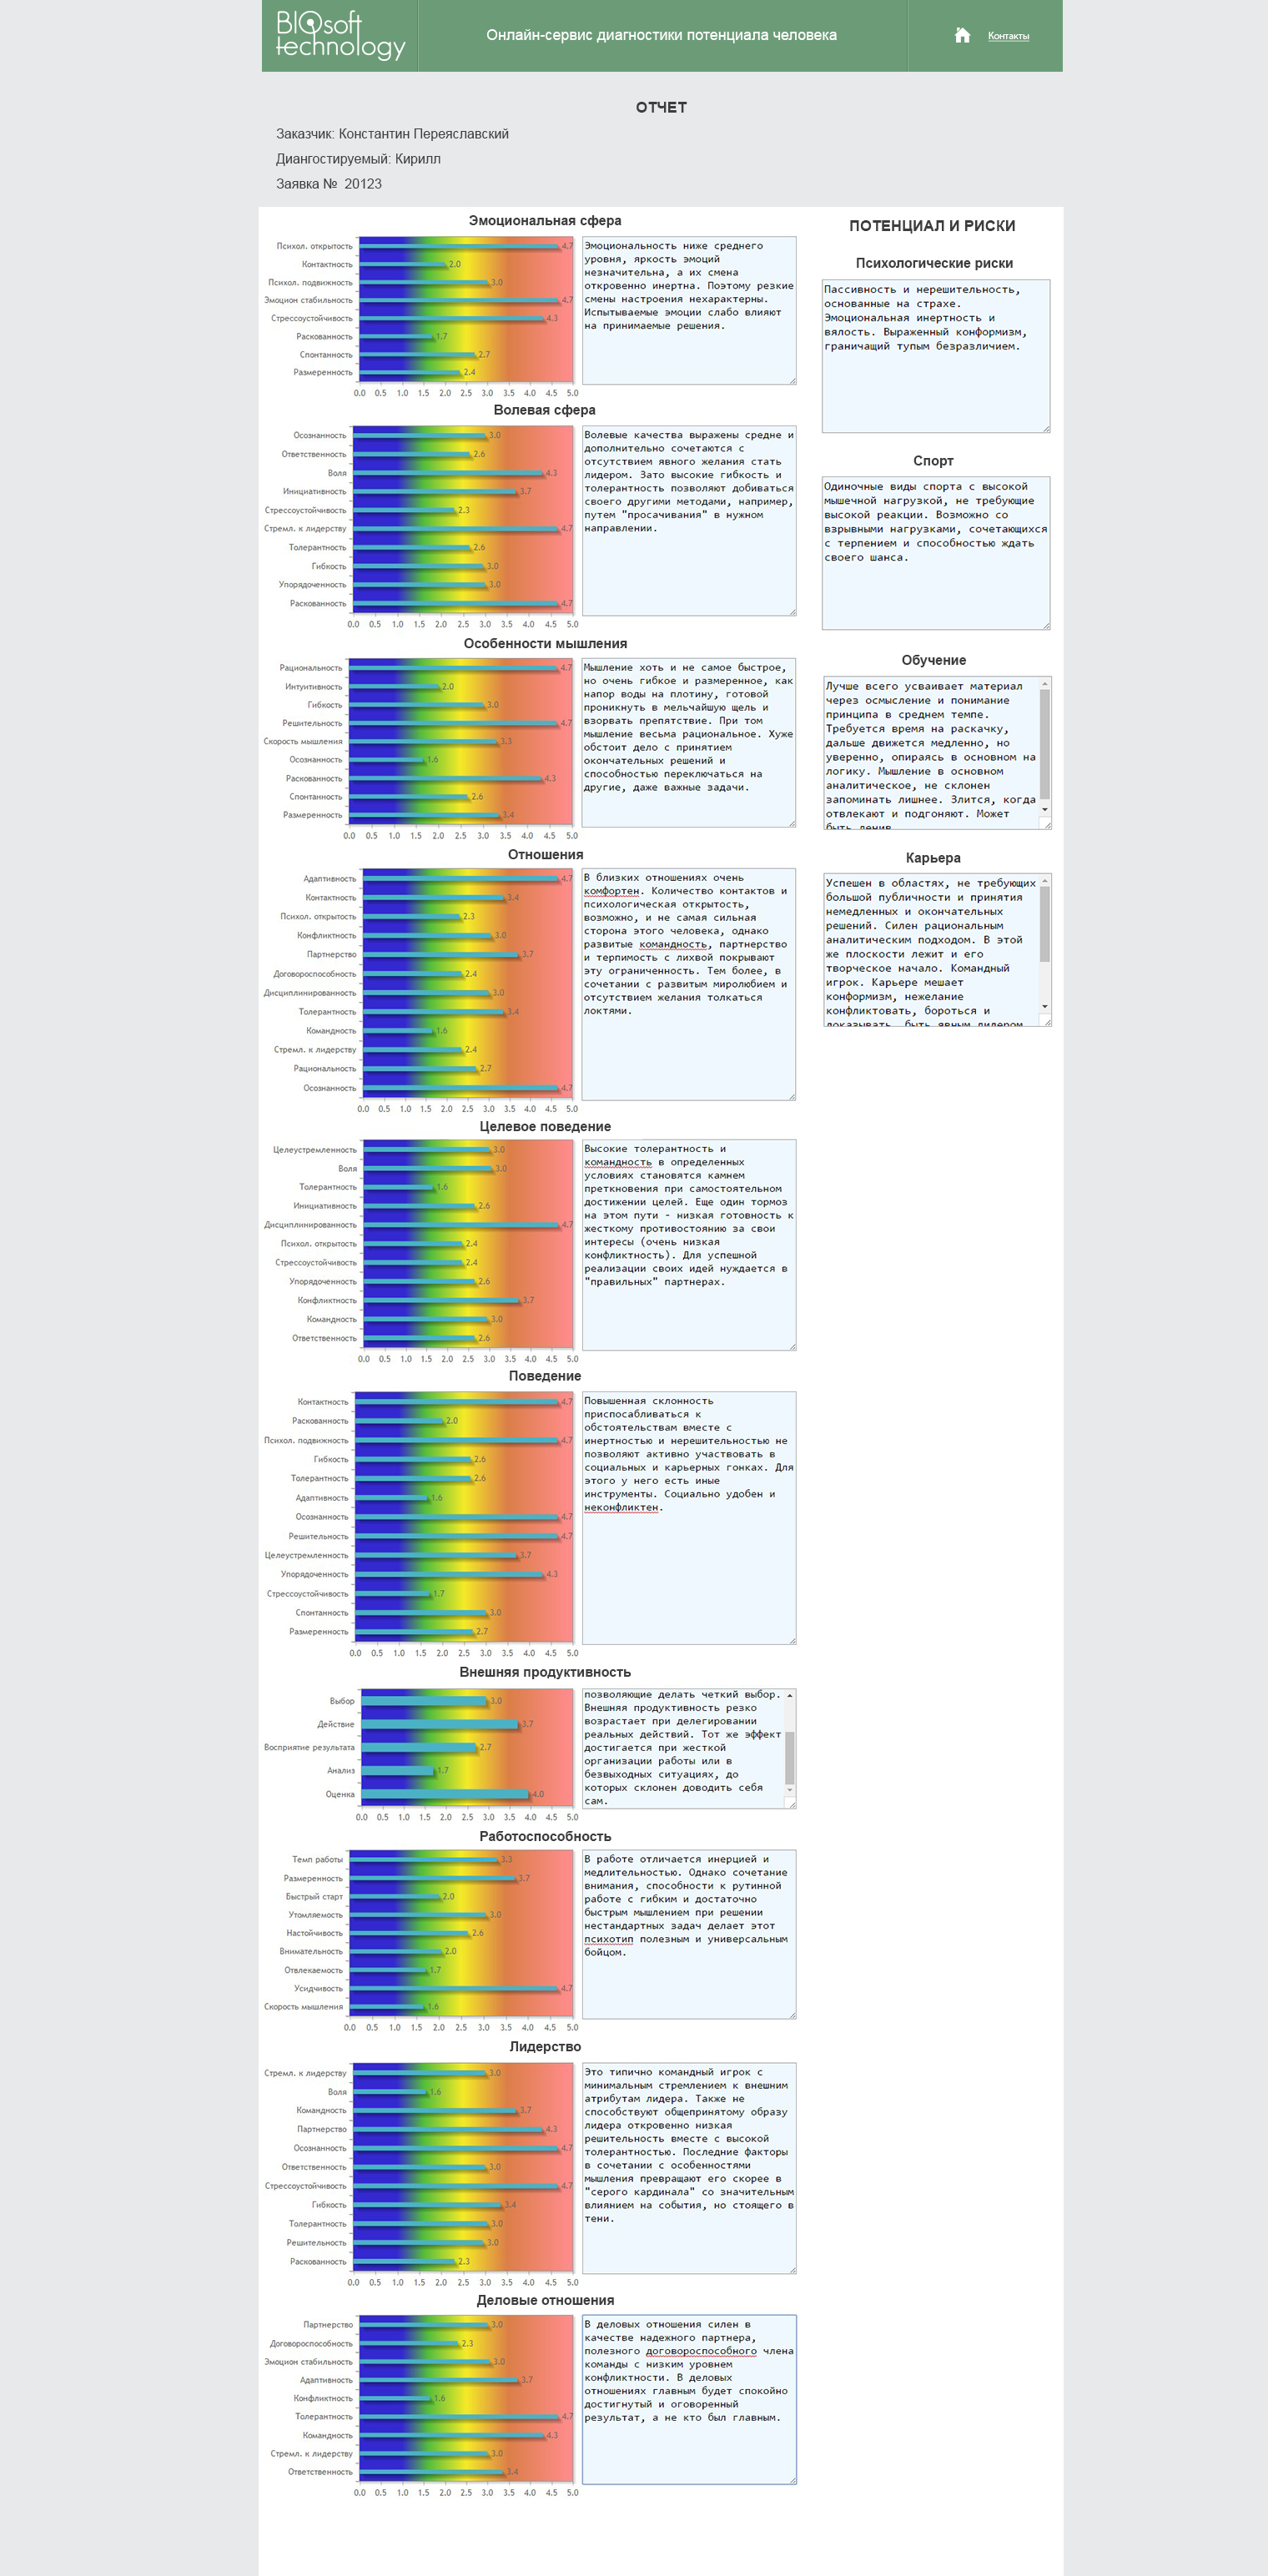 BIOsoft
technology
Онлайн-сервис диагностики потенциала человека
Контакты
ОТЧЕТ
Заказчик: Константин Переяславский
Диангостируемый: Кирилл
Заявка № 20123
Эмоциональная сфера
Психол. открытость 4.7
Контактность 2.0
Психол. подвижность 3.0
Эмоцион стабильность 4.7
Стрессоустойчивость 4.3
Раскованность 1.7
Спонтанность 2.7
Размеренность 2.4
0.0 0.5 1.0 1.5 2.0 2.5 3.0 3.5 4.0 4.5 5.0
Эмоциональность ниже среднего
уровня, яркость эмоций
незначительна, а их смена
откровенно инертна. Поэтому резкие
смены настроения нехарактерны.
Испытываемые эмоции слабо влияют
на принимаемые решения.
Волевая сфера
Осознанность 3.0
Ответственность 2.6
Воля 4.3
Инициативность 3.7
Стрессоустойчивость 2.3
Стремл. к лидерству 4.7
Толерантность 2.6
Гибкость 3.0
Упорядоченность 3.0
Раскованность 4.7
0.0 0.5 1.0 1.5 2.0 2.5 3.0 3.5 4.0 4.5 5.0
Волевые качества выражены средне и
дополнительно сочетаются с
отсутствием явного желания стать
лидером. Зато высокие гибкость и
толерантность позволяют добиваться
своего другими методами, например,
путем "просачивания" в нужном
направлении.
Особенности мышления
Рациональность 4.7
Интуитивность 2.0
Гибкость 3.0
Решительность 4.7
Скорость мышления 3.3
Осознанность 1.6
Раскованность 4.3
Спонтанность 2.6
Размеренность 3.4
0.0 0.5 1.0 1.5 2.0 2.5 3.0 3.5 4.0 4.5 5.0
Мышление хоть и не самое быстрое,
но очень гибкое и размеренное, как
напор воды на плотину, готовой
проникнуть в мельчайшую щель и
взорвать препятствие. При том
мышление весьма рациональное. Хуже
обстоит дело с принятием
окончательных решений и
способностью переключаться на
другие, даже важные задачи.
Отношения
Адаптивность 4.7
Контактность 3.4
Психол. открытость 2.3
Конфликтность 3.0
Партнерство 3.7
Договороспособность 2.4
Дисциплинированность 3.0
Толерантность 3.4
Командность 1.6
Стремл. к лидерству 2.4
Рациональность 2.7
Осознанность 4.7
0.0 0.5 1.0 1.5 2.0 2.5 3.0 3.5 4.0 4.5 5.0
В близких отношениях очень
комфортен. Количество контактов и
психологическая открытость,
возможно, и не самая сильная
сторона этого человека, однако
развитые командность, партнерство
и терпимость с лихвой покрывают
эту ограниченность. Тем более, в
сочетании с развитым миролюбием и
отсутствием желания толкаться
локтями.
Целевое поведение
Целеустремленность 3.0
Воля 3.0
Толерантность 1.6
Инициативность 2.6
Дисциплинированность 4.7
Психол. открытость 2.4
Стрессоустойчивость 2.4
Упорядоченность 2.6
Конфликтность 3.7
Командность 3.0
Ответственность 2.6
0.0 0.5 1.0 1.5 2.0 2.5 3.0 3.5 4.0 4.5 5.0
Высокие толерантность и
командность в определенных
условиях становятся камнем
преткновения при самостоятельном
достижении целей. Еще один тормоз
на этом пути - низкая готовность к
жесткому противостоянию за свои
интересы (очень низкая
конфликтность). Для успешной
реализации своих идей нуждается в
"правильных" партнерах.
Поведение
Контактность 4.7
Раскованность 2.0
Психол. подвижность 4.7
Гибкость 2.6
Толерантность 2.6
Адаптивность 1.6
Осознанность 4.7
Решительность 4.7
Целеустремленность 3.7
Упорядоченность 4.3
Стрессоустойчивость 1.7
Спонтанность 3.0
Размеренность 2.7
0.0 0.5 1.0 1.5 2.0 2.5 3.0 3.5 4.0 4.5 5.0
Повышенная склонность
приспосабливаться к
обстоятельствам вместе с
инертностью и нерешительностью не
позволяют активно участвовать в
социальных и карьерных гонках. Для
этого у него есть иные
инструменты. Социально удобен и
неконфликтен.
Внешняя продуктивность
Выбор 3.0
Действие 3.7
Восприятие результата 2.7
Анализ 1.7
Оценка 4.0
0.0 0.5 1.0 1.5 2.0 2.5 3.0 3.5 4.0 4.5 5.0
позволяющие делать четкий выбор.
Внешняя продуктивность резко
возрастает при делегировании
реальных действий. Тот же эффект
достигается при жесткой
организации работы или в
безвыходных ситуациях, до
которых склонен доводить себя
сам.
Работоспособность
Темп работы 3.3
Размеренность 3.7
Быстрый старт 2.0
Утомляемость 3.0
Настойчивость 2.6
Внимательность 2.0
Отвлекаемость 1.7
Усидчивость 4.7
Скорость мышления 1.6
0.0 0.5 1.0 1.5 2.0 2.5 3.0 3.5 4.0 4.5 5.0
В работе отличается инерцией и
медлительностью. Однако сочетание
внимания, способности к рутинной
работе с гибким и достаточно
быстрым мышлением при решении
нестандартных задач делает этот
психотип полезным и универсальным
бойцом.
Лидерство
Стремл. к лидерству 3.0
Воля 1.6
Командность 3.7
Партнерство 4.3
Осознанность 4.7
Ответственность 3.0
Стрессоустойчивость 4.7
Гибкость 3.4
Толерантность 3.0
Решительность 3.0
Раскованность 2.3
0.0 0.5 1.0 1.5 2.0 2.5 3.0 3.5 4.0 4.5 5.0
Это типично командный игрок с
минимальным стремлением к внешним
атрибутам лидера. Также не
способствуют общепринятому образу
лидера откровенно низкая
решительность вместе с высокой
толерантностью. Последние факторы
в сочетании с особенностями
мышления превращают его скорее в
"серого кардинала" со значительным
влиянием на события, но стоящего в
тени.
Деловые отношения
Партнерство 3.0
Договороспособность 2.3
Эмоцион стабильность 3.0
Адаптивность 3.7
Конфликтность 1.6
Толерантность 4.7
Командность 4.3
Стремл. к лидерству 3.0
Ответственность 3.4
0.0 0.5 1.0 1.5 2.0 2.5 3.0 3.5 4.0 4.5 5.0
В деловых отношения силен в
качестве надежного партнера,
полезного договороспособного члена
команды с низким уровнем
конфликтности. В деловых
отношениях главным будет спокойно
достигнутый и оговоренный
результат, а не кто был главным.
ПОТЕНЦИАЛ И РИСКИ
Психологические риски
Пассивность и нерешительность,
основанные на страхе.
Эмоциональная инертность и
вялость. Выраженный конформизм,
граничащий тупым безразличием.
Спорт
Одиночные виды спорта с высокой
мышечной нагрузкой, не требующие
высокой реакции. Возможно со
взрывными нагрузками, сочетающихся
с терпением и способностью ждать
своего шанса.
Обучение
Лучше всего усваивает материал
через осмысление и понимание
принципа в среднем темпе.
Требуется время на раскачку,
дальше движется медленно, но
уверенно, опираясь в основном на
логику. Мышление в основном
аналитическое, не склонен
запоминать лишнее. Злится, когда
отвлекают и подгоняют. Может
быть ленив
Карьера
Успешен в областях, не требующих
большой публичности и принятия
немедленных и окончательных
решений. Силен рациональным
аналитическим подходом. В этой
же плоскости лежит и его
творческое начало. Командный
игрок. Карьере мешает
конформизм, нежелание
конфликтовать, бороться и
доказывать, быть явным лидером